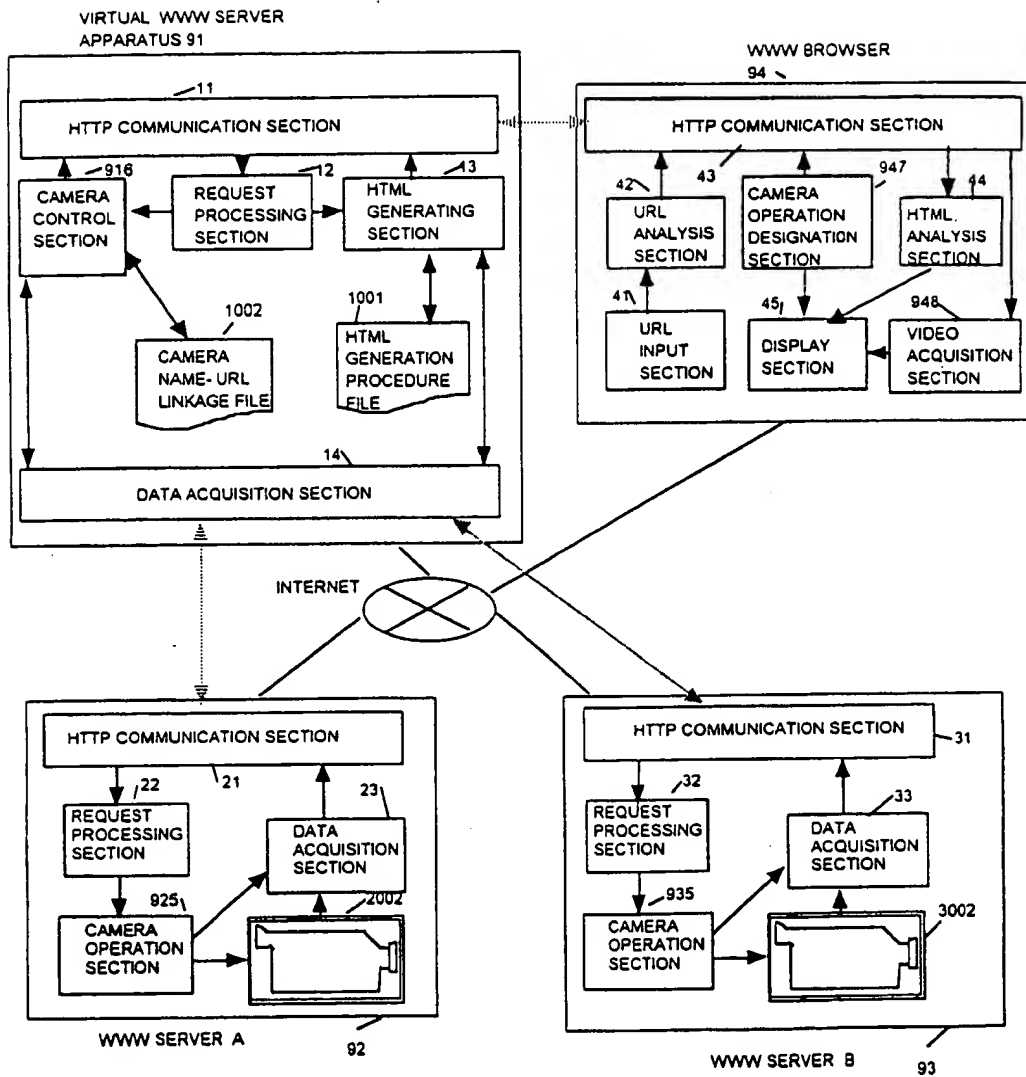 VIRTUAL WWW SERVER
APPARATUS 91
11
HTTP COMMUNICATION SECTION
916
CAMERA
CONTROL
SECTION
12
REQUEST
PROCESSING
SECTION
13
HTML
GENERATING
SECTION
1002
CAMERA
NAME-URL
LINKAGE FILE
1001
HTML
GENERATION
PROCEDURE
FILE
14
DATA ACQUISITION SECTION
WWW BROWSER
94
HTTP COMMUNICATION SECTION
43
42
URL
ANALYSIS
SECTION
947
CAMERA
OPERATION
DESIGNATION
SECTION
44
HTML
ANALYSIS
SECTION
41
URL
INPUT
SECTION
45
DISPLAY
SECTION
948
VIDEO
ACQUISITION
SECTION
INTERNET
HTTP COMMUNICATION SECTION
21
22
REQUEST
PROCESSING
SECTION
23
DATA
ACQUISITION
SECTION
925
CAMERA
OPERATION
SECTION
2002
WWW SERVER A
92
HTTP COMMUNICATION SECTION
31
32
REQUEST
PROCESSING
SECTION
33
DATA
ACQUISITION
SECTION
935
CAMERA
OPERATION
SECTION
3002
WWW SERVER B
93